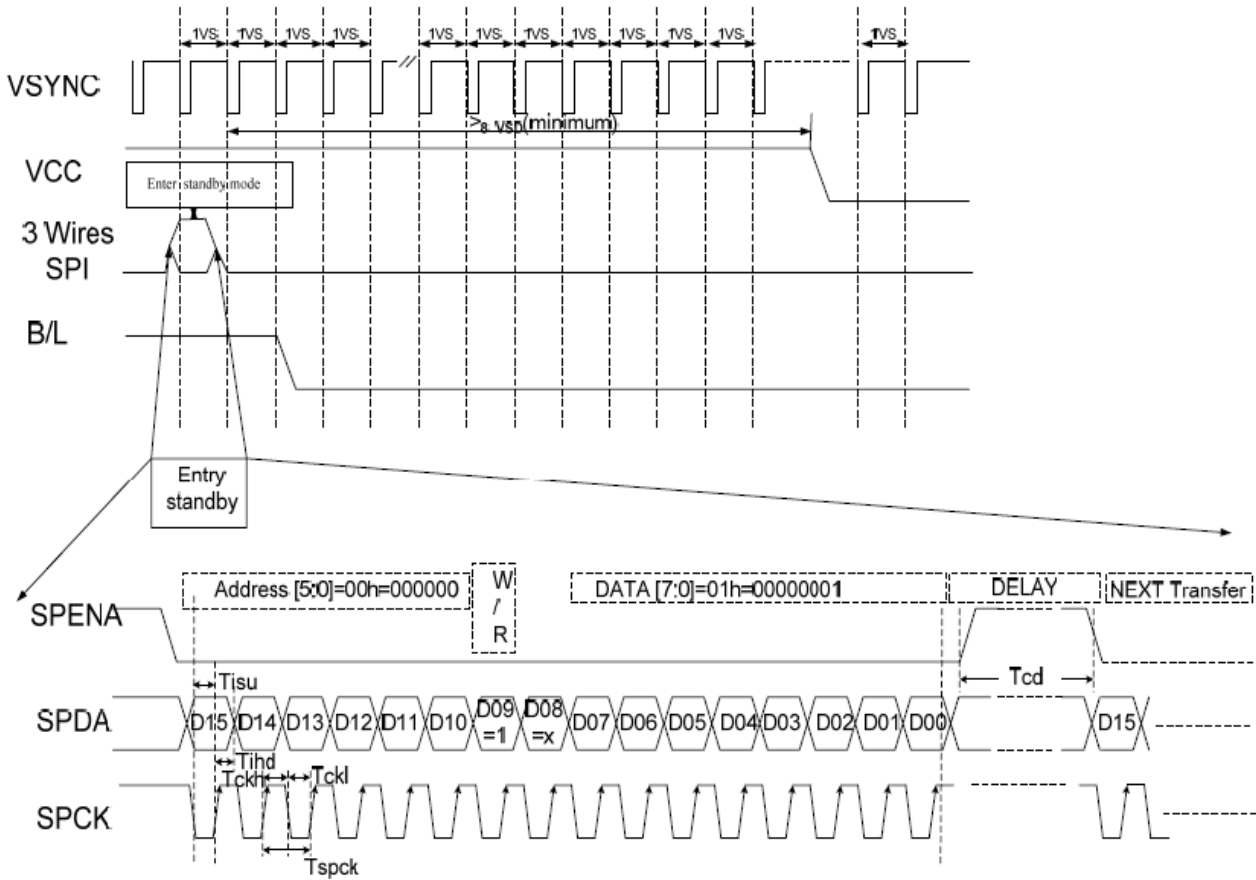 1VS 1VS 1VS 1VS 1VS 1VS 1VS 1VS 1VS 1VS 1VS
VSYNC
>8 VSD(minimum)
VCC
Enter standby mode
3 Wires
SPI
B/L
Entry
standby
Address [5:0]=00h=000000
W
/
R
DATA [7:0]=01h=00000001
DELAY
NEXT Transfer
SPENA
Tisu
Tcd
SPDA
D15 D14 D13 D12 D11 D10 D09 =1 D08 =x D07 D06 D05 D04 D03 D02 D01 D00 D15
Tihd
Tckh
Tckl
SPCK
Tspck